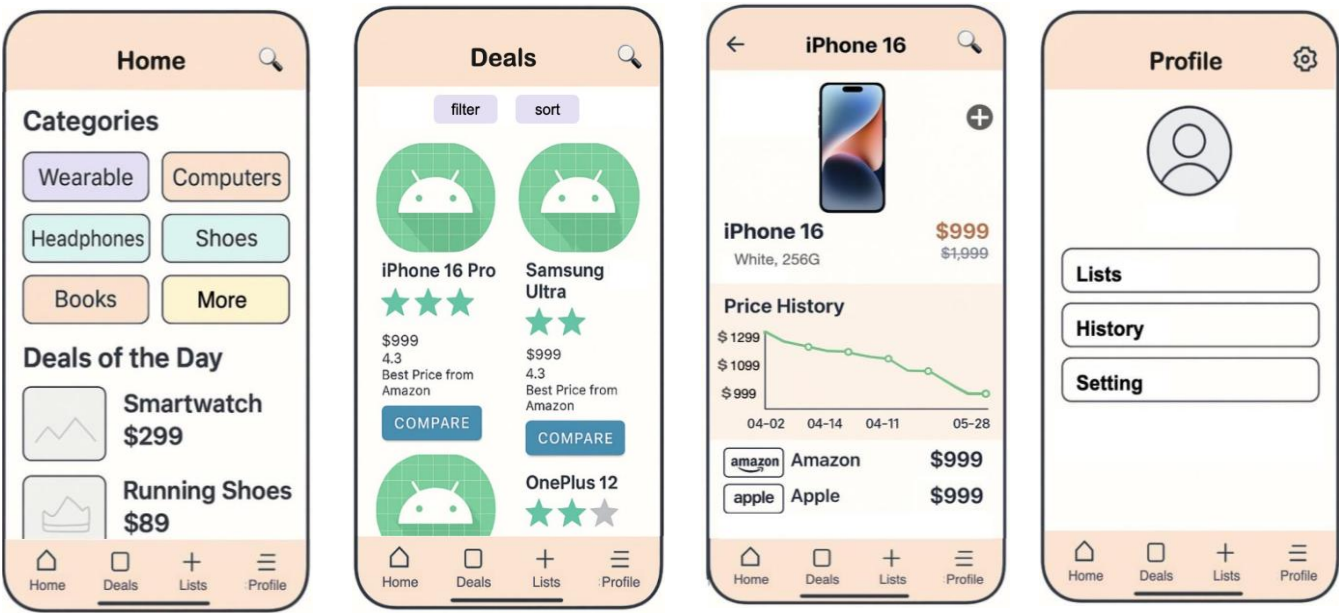 Home
Categories
Wearable
Computers
Headphones
Shoes
Books
More
Deals of the Day
Smartwatch
$299
Running Shoes
$89
Home
Deals
Lists
:Profile
Deals
filter
sort
iPhone 16 Pro
$999
4.3
Best Price from
Amazon
COMPARE
Samsung
Ultra
$999
4.3
Best Price from
Amazon
COMPARE
OnePlus 12
Home
Deals
Lists
:Profile
iPhone 16
iPhone 16
$999
White, 256G
$1,999
Price History
$1299
$1099
$999
04-02
04-14
04-11
05-28
amazon
Amazon
$999
apple
Apple
$999
Home
Deals
Lists
:Profile
Profile
Lists
History
Setting
Home
Deals
Lists
Profile